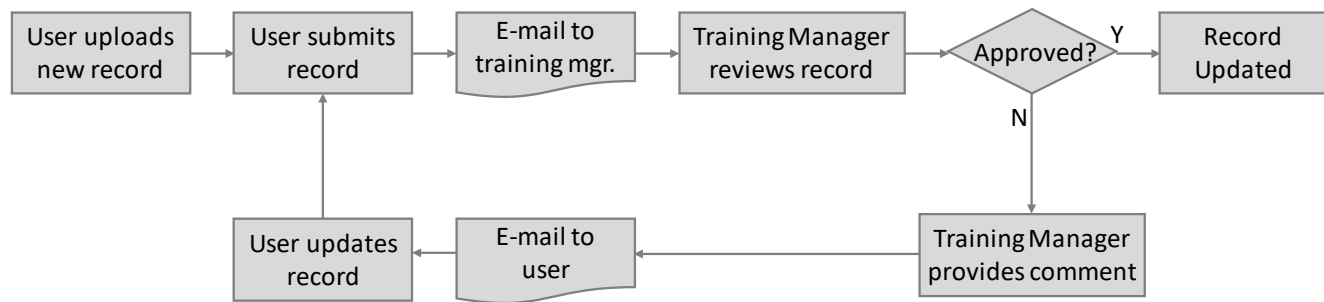 User uploads
new record
User submits
record
E-mail to
training mgr.
Training Manager
reviews record
Approved?
Y
Record
Updated
N
User updates
record
E-mail to
user
Training Manager
provides comment